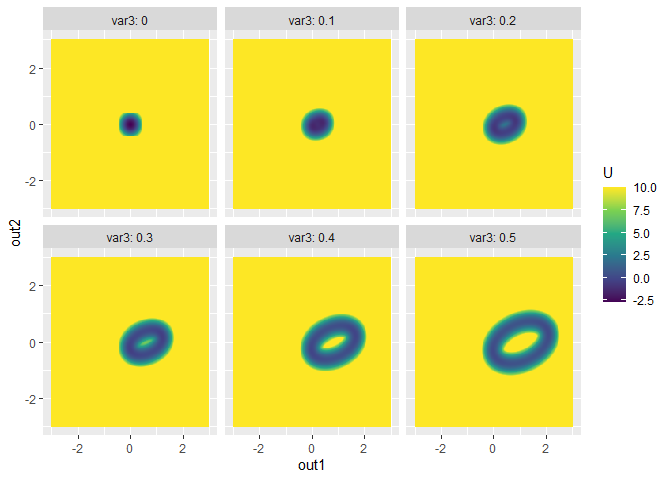 var3: 0
var3: 0.1
var3: 0.2
2
0
-2
var3: 0.3
var3: 0.4
var3: 0.5
2
0
-2
-2 0 2
-2 0 2
-2 0 2
out1
out2
U
10.0
7.5
5.0
2.5
0.0
-2.5